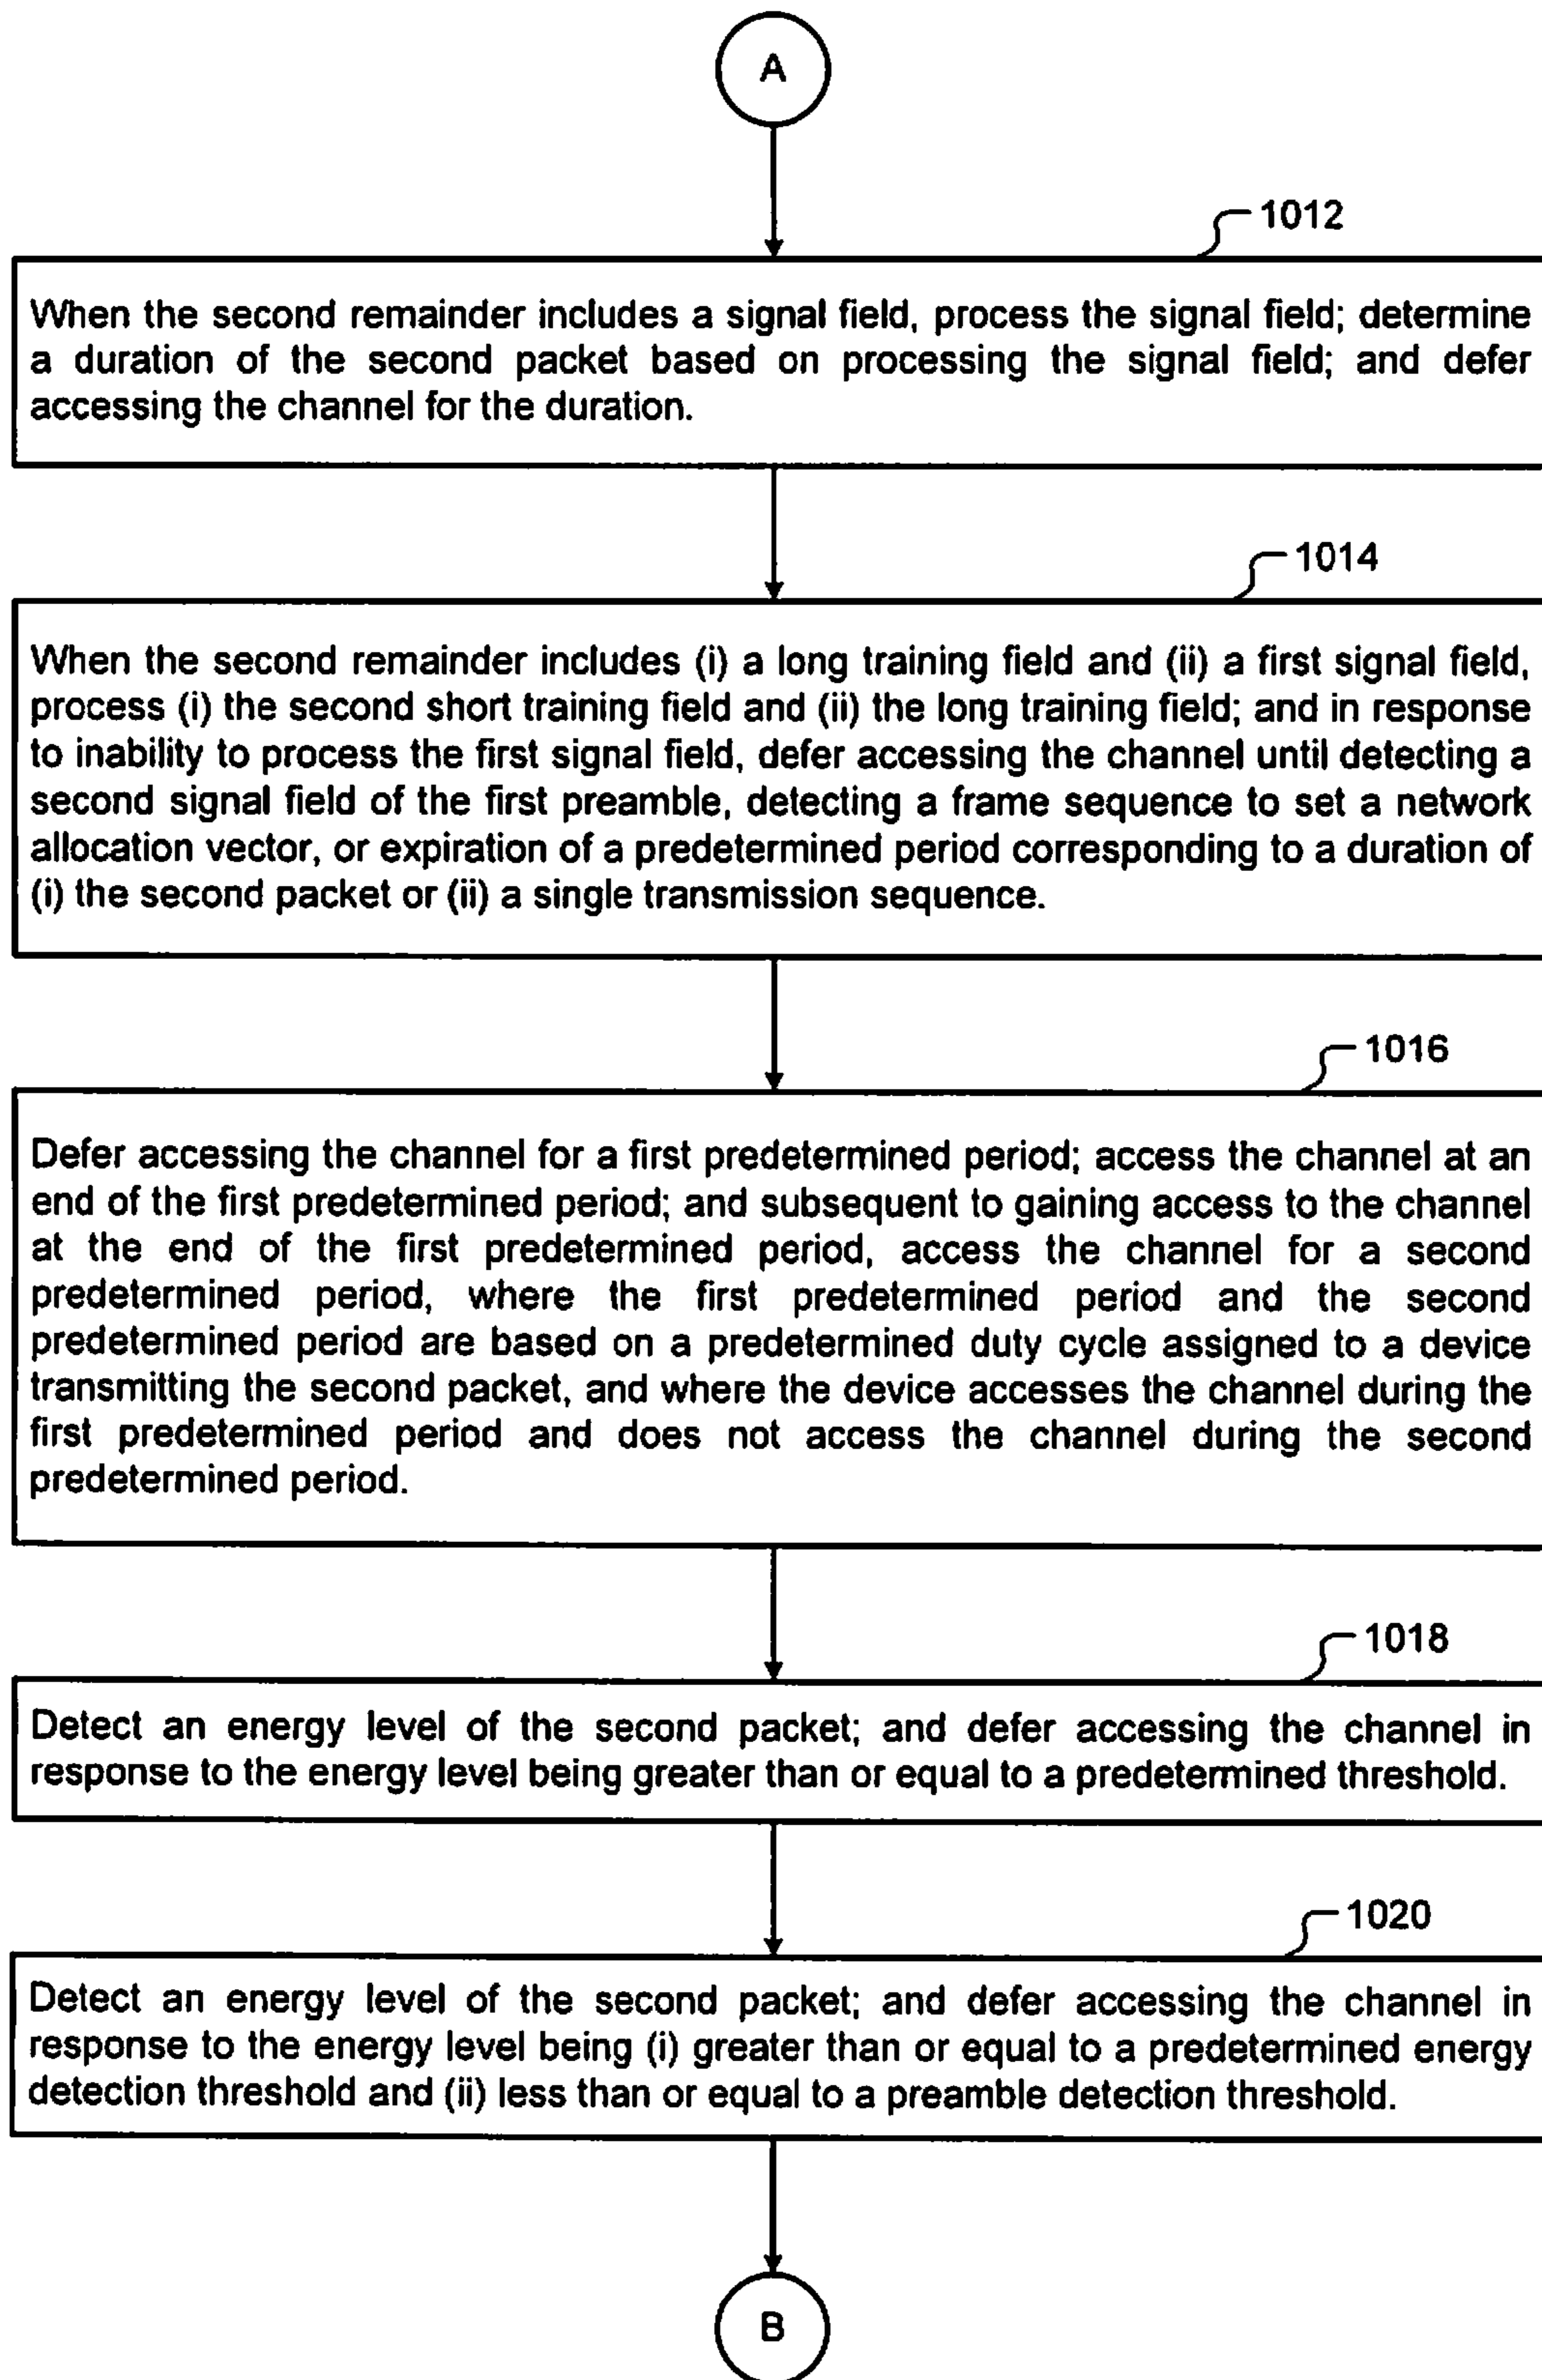 A
1012
When the second remainder includes a signal field, process the signal field; determine
a duration of the second packet based on processing the signal field; and defer
accessing the channel for the duration.
1014
When the second remainder includes (i) a long training field and (ii) a first signal field,
process (i) the second short training field and (ii) the long training field; and in response
to inability to process the first signal field, defer accessing the channel until detecting a
second signal field of the first preamble, detecting a frame sequence to set a network
allocation vector, or expiration of a predetermined period corresponding to a duration of
(i) the second packet or (ii) a single transmission sequence.
1016
Defer accessing the channel for a first predetermined period; access the channel at an
end of the first predetermined period; and subsequent to gaining access to the channel
at the end of the first predetermined period, access the channel for a second
predetermined period, where the first predetermined period and the second
predetermined period are based on a predetermined duty cycle assigned to a device
transmitting the second packet, and where the device accesses the channel during the
first predetermined period and does not access the channel during the second
predetermined period.
1018
Detect an energy level of the second packet; and defer accessing the channel in
response to the energy level being greater than or equal to a predetermined threshold.
1020
Detect an energy level of the second packet; and defer accessing the channel in
response to the energy level being (i) greater than or equal to a predetermined energy
detection threshold and (ii) less than or equal to a preamble detection threshold.
B